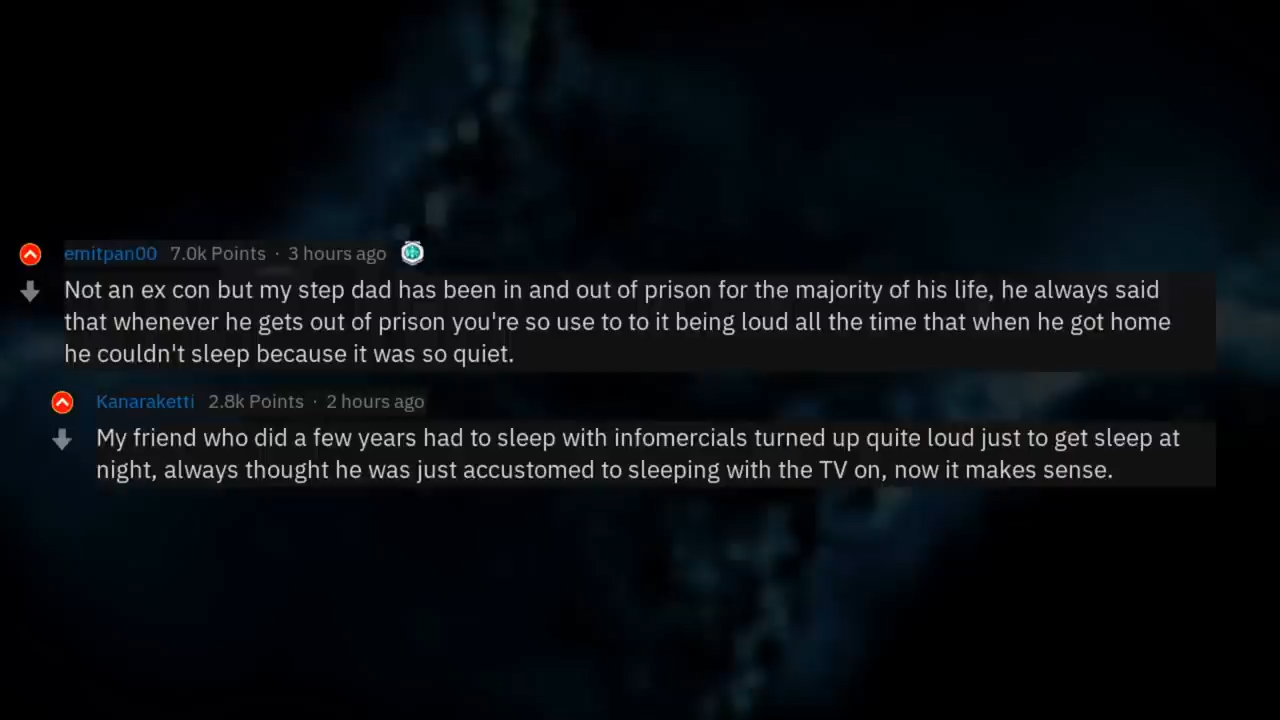 emitpan00 7.0k Points · 3 hours ago
Not an ex con but my step dad has been in and out of prison for the majority of his life, he always said
that whenever he gets out of prison you're so use to to it being loud all the time that when he got home
he couldn't sleep because it was so quiet.
Kanaraketti 2.8k Points · 2 hours ago
My friend who did a few years had to sleep with infomercials turned up quite loud just to get sleep at
night, always thought he was just accustomed to sleeping with the TV on, now it makes sense.